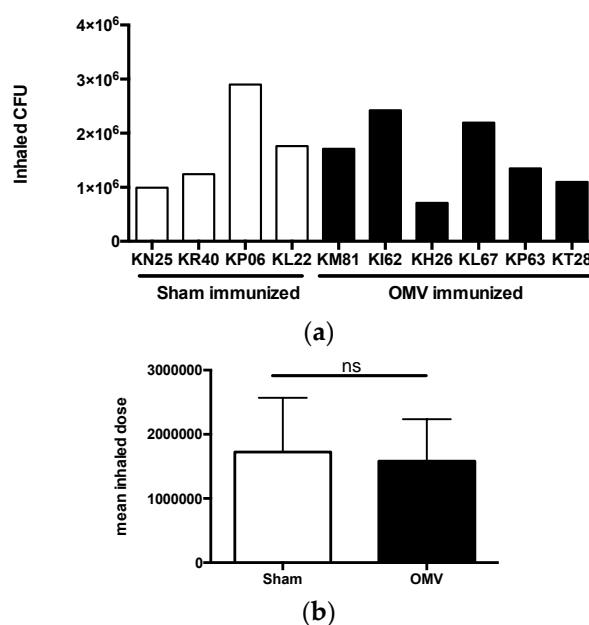 Inhaled CFU
4×10⁶
3×10⁶
2×10⁶
1×10⁶
0
KN25 KR40 KP06 KL22 KM81 KI62 KH26 KL67 KP63 KT28
Sham immunized OMV immunized
(a)
mean inhaled dose
3000000
2000000
1000000
0
ns
Sham OMV
(b)